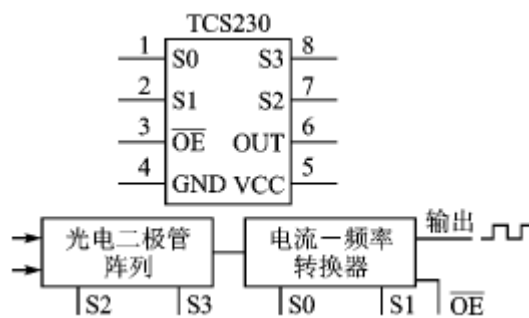 TCS230
1 S0 S3 8
2 S1 S2 7
3 OE OUT 6
4 GND VCC 5
光电二极管
阵列
电流－频率
转换器
输出
S2 S3 S0 S1 OE